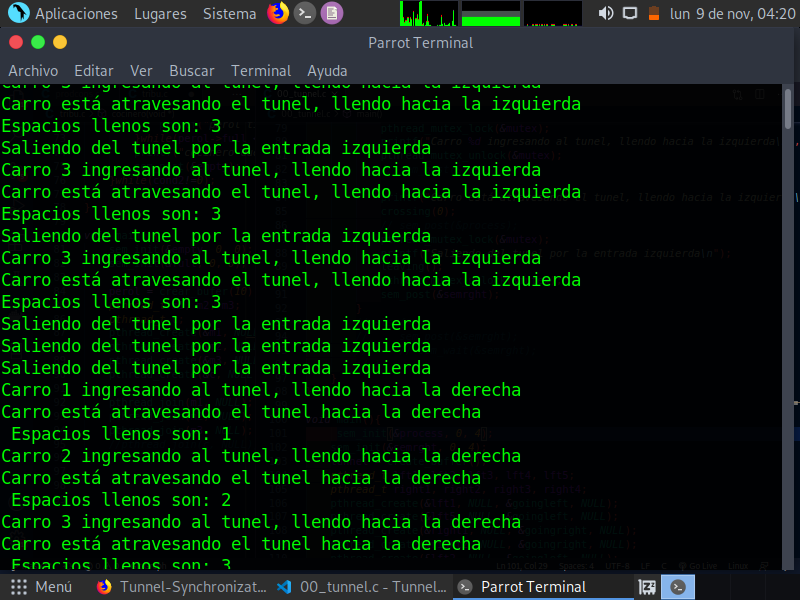 Aplicaciones Lugares Sistema lun 9 de nov, 04:20
Parrot Terminal
Archivo Editar Ver Buscar Terminal Ayuda
Carro 3 ingresando al tunel, llendo hacia la izquierda
Carro está atravesando el tunel, llendo hacia la izquierda
Espacios llenos son: 3
Saliendo del tunel por la entrada izquierda
Carro 3 ingresando al tunel, llendo hacia la izquierda
Carro está atravesando el tunel, llendo hacia la izquierda
Espacios llenos son: 3
Saliendo del tunel por la entrada izquierda
Carro 3 ingresando al tunel, llendo hacia la izquierda
Carro está atravesando el tunel, llendo hacia la izquierda
Espacios llenos son: 3
Saliendo del tunel por la entrada izquierda
Saliendo del tunel por la entrada izquierda
Saliendo del tunel por la entrada izquierda
Carro 1 ingresando al tunel, llendo hacia la derecha
Carro está atravesando el tunel hacia la derecha
Espacios llenos son: 1
Carro 2 ingresando al tunel, llendo hacia la derecha
Carro está atravesando el tunel hacia la derecha
Espacios llenos son: 2
Carro 3 ingresando al tunel, llendo hacia la derecha
Carro está atravesando el tunel hacia la derecha
Espacios llenos son: 3
Menú Tunnel-Synchronizat... 00_tunnel.c - Tunnel... Parrot Terminal